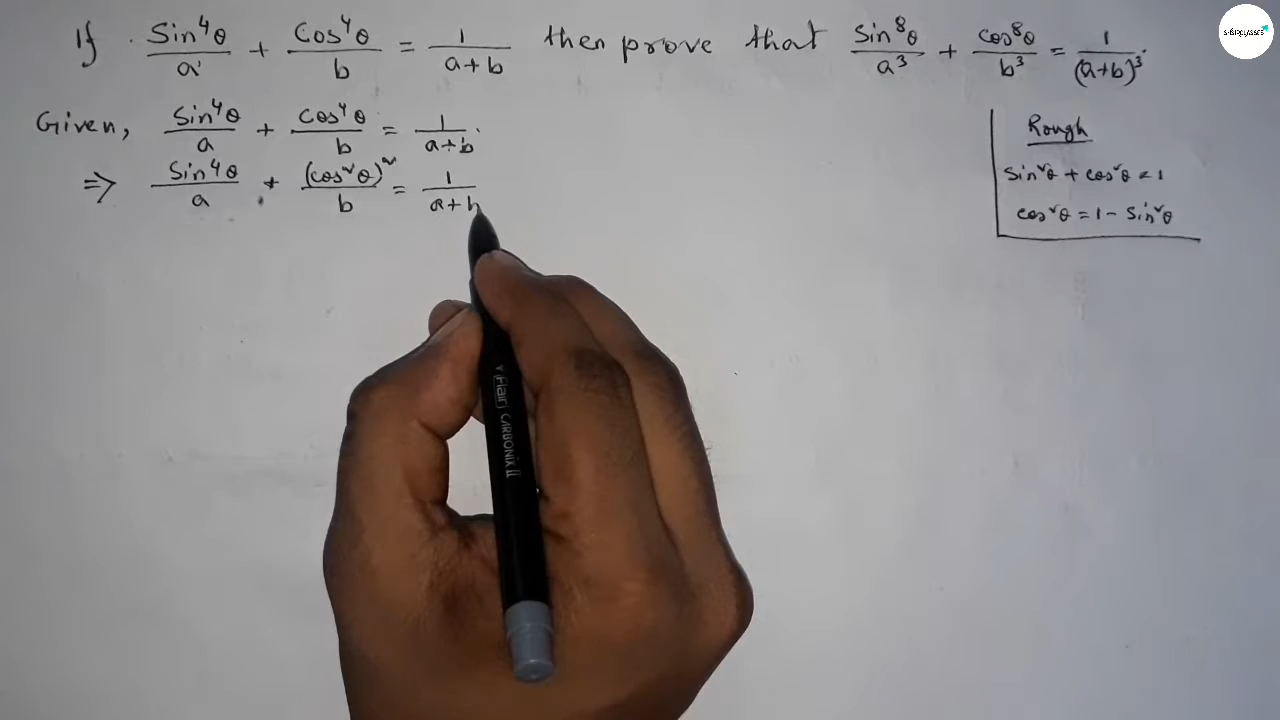 If sin⁴θ/a + cos⁴θ/b = 1/(a+b) then prove that sin⁸θ/a³ + cos⁸θ/b³ = 1/(a+b)³.
Given, sin⁴θ/a + cos⁴θ/b = 1/(a+b).
⇒ sin⁴θ/a + (cos²θ)²/b = 1/(a+b)
Rough
sin²θ + cos²θ = 1
cos²θ = 1 - sin²θ
Flair CARBONIX II